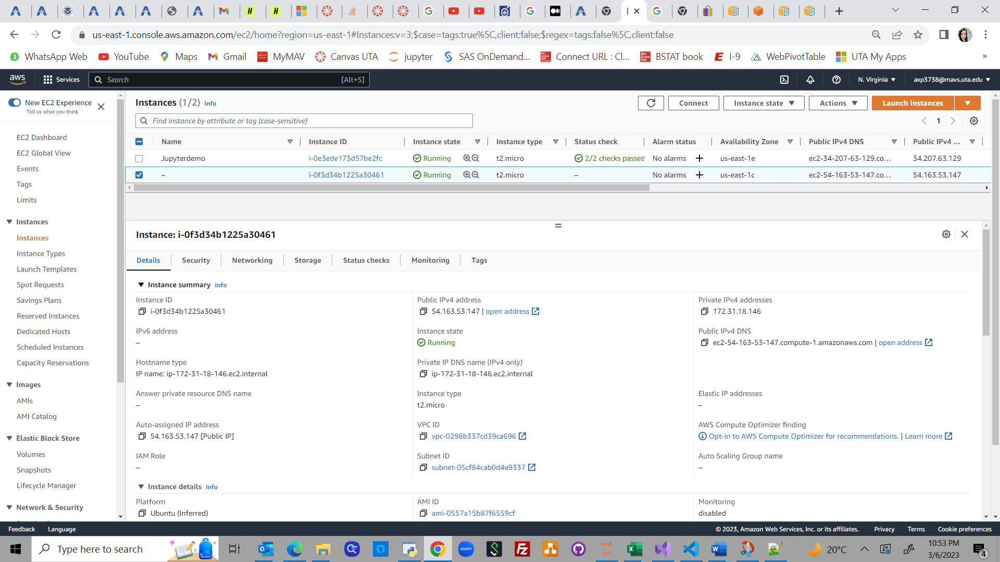 us-east-1.console.aws.amazon.com/ec2/home?region=us-east-1#Instances:v=3;$case=tags:true%5C,client:false;$regex=tags:false%5C,client:false
WhatsApp Web YouTube Maps Gmail MyMAV Canvas UTA jupyter SAS OnDemand... Connect URL : Cl... BSTAT book I-9 WebPivotTable UTA My Apps »
aws Services Search [Alt+S] N. Virginia axp3738@mavs.uta.edu
New EC2 Experience
Tell us what you think
EC2 Dashboard
EC2 Global View
Events
Tags
Limits
Instances
Instances
Instance Types
Launch Templates
Spot Requests
Savings Plans
Reserved Instances
Dedicated Hosts
Scheduled Instances
Capacity Reservations
Images
AMIs
AMI Catalog
Elastic Block Store
Volumes
Snapshots
Lifecycle Manager
Network & Security
Instances (1/2) Info Connect Instance state Actions Launch instances
Find instance by attribute or tag (case-sensitive) 1
Name Instance ID Instance state Instance type Status check Alarm status Availability Zone Public IPv4 DNS Public IPv4 ...
Jupyterdemo i-0e3ede173d57be2fc Running t2.micro 2/2 checks passed No alarms + us-east-1e ec2-34-207-63-129.co... 34.207.63.129
– i-0f3d34b1225a30461 Running t2.micro – No alarms + us-east-1c ec2-54-163-53-147.co... 54.163.53.147
Instance: i-0f3d34b1225a30461
Details Security Networking Storage Status checks Monitoring Tags
Instance summary Info
Instance ID
i-0f3d34b1225a30461
Public IPv4 address
54.163.53.147 | open address
Private IPv4 addresses
172.31.18.146
IPv6 address
–
Instance state
Running
Public IPv4 DNS
ec2-54-163-53-147.compute-1.amazonaws.com | open address
Hostname type
IP name: ip-172-31-18-146.ec2.internal
Private IP DNS name (IPv4 only)
ip-172-31-18-146.ec2.internal
Answer private resource DNS name
–
Instance type
t2.micro
Elastic IP addresses
–
Auto-assigned IP address
54.163.53.147 [Public IP]
VPC ID
vpc-0298b337cd39ca696
AWS Compute Optimizer finding
Opt-in to AWS Compute Optimizer for recommendations. | Learn more
IAM Role
–
Subnet ID
subnet-05cf84cab0d4e9337
Auto Scaling Group name
–
Instance details Info
Platform
Ubuntu (Inferred)
AMI ID
ami-0557a15b87f6559cf
Monitoring
disabled
Feedback Language © 2023, Amazon Web Services, Inc. or its affiliates. Privacy Terms Cookie preferences
Type here to search zoom 20°C 10:53 PM
3/6/2023 4